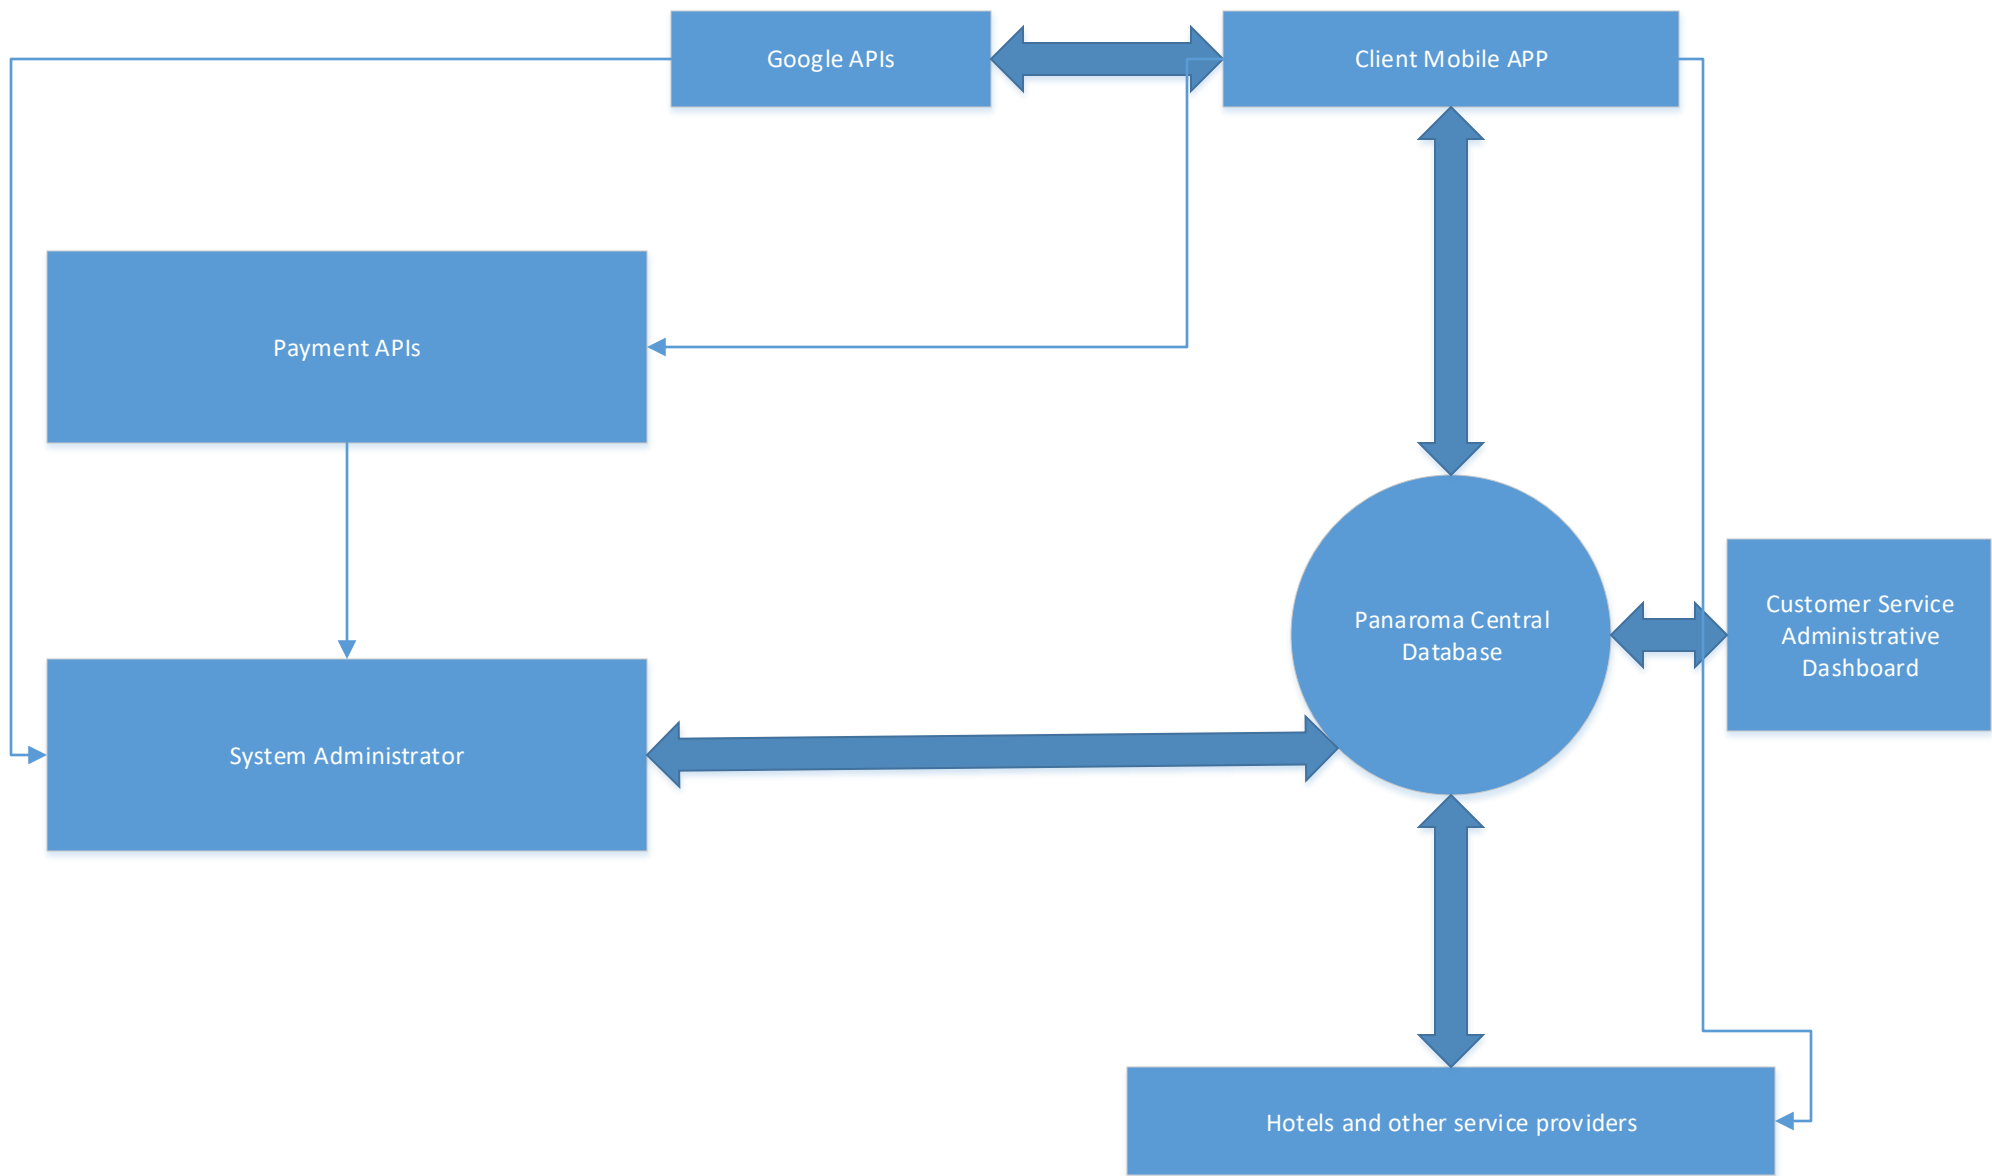 Google APIs
Client Mobile APP
Payment APIs
Panaroma Central
Database
Customer Service
Administrative
Dashboard
System Administrator
Hotels and other service providers